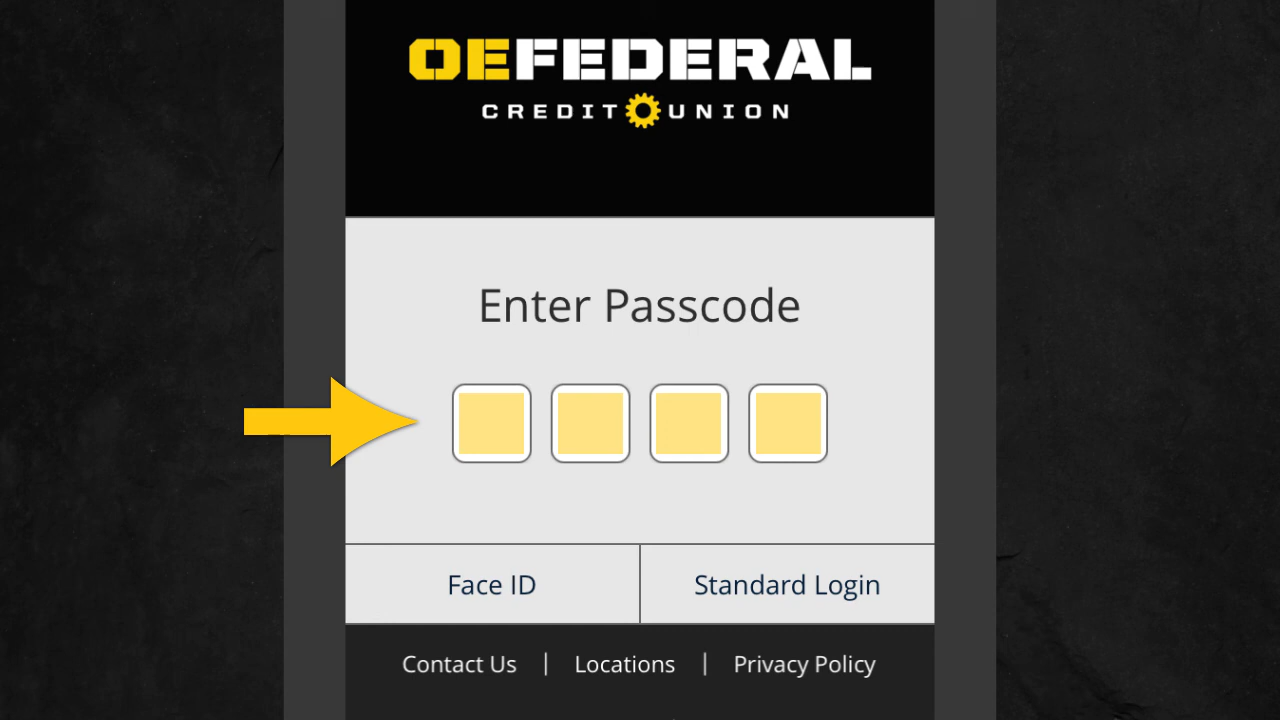 OEFEDERAL
CREDIT UNION
Enter Passcode
Face ID
Standard Login
Contact Us | Locations | Privacy Policy